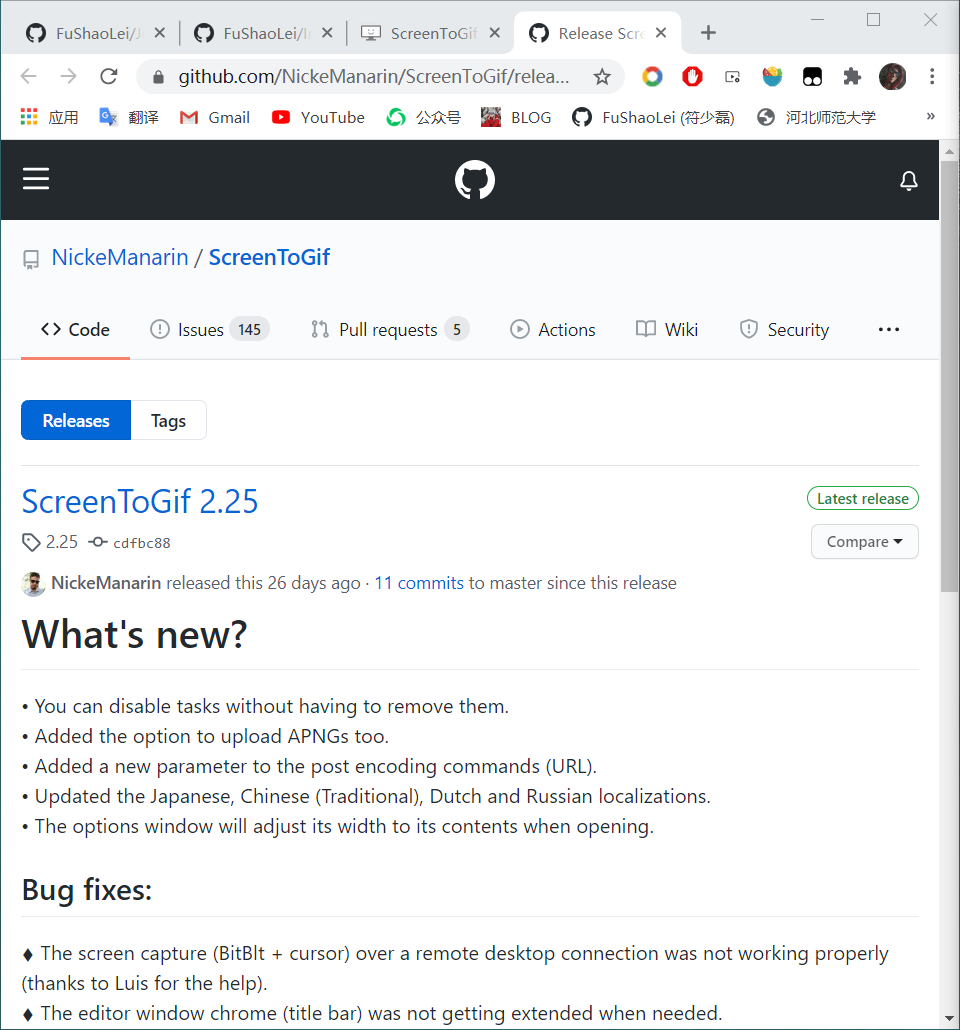 FuShaoLei/
FuShaoLei/
ScreenToGif
Release Scre
github.com/NickeManarin/ScreenToGif/relea...
应用 翻译 Gmail YouTube 公众号 BLOG FuShaoLei (符少磊) 河北师范大学 »
NickeManarin / ScreenToGif
Code Issues 145 Pull requests 5 Actions Wiki Security ...
Releases Tags
ScreenToGif 2.25
Latest release
2.25 cdfbc88
Compare
NickeManarin released this 26 days ago · 11 commits to master since this release
What's new?
• You can disable tasks without having to remove them.
• Added the option to upload APNGs too.
• Added a new parameter to the post encoding commands (URL).
• Updated the Japanese, Chinese (Traditional), Dutch and Russian localizations.
• The options window will adjust its width to its contents when opening.
Bug fixes:
♦ The screen capture (BitBlt + cursor) over a remote desktop connection was not working properly
(thanks to Luis for the help).
♦ The editor window chrome (title bar) was not getting extended when needed.